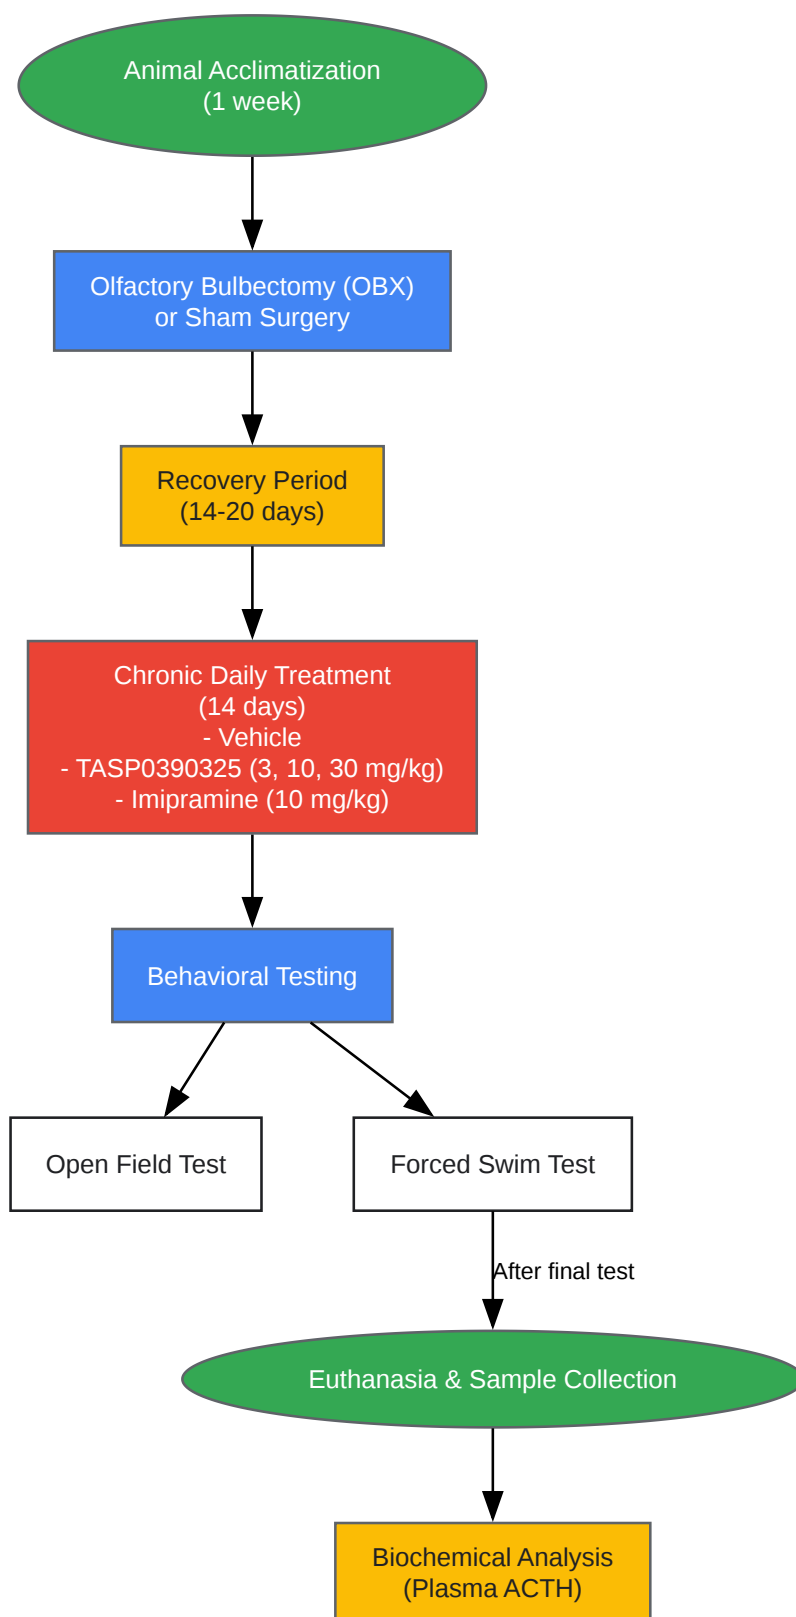 Animal Acclimatization
(1 week)
Olfactory Bulbectomy (OBX)
or Sham Surgery
Recovery Period
(14-20 days)
Chronic Daily Treatment
(14 days)
- Vehicle
- TASP0390325 (3, 10, 30 mg/kg)
- Imipramine (10 mg/kg)
Behavioral Testing
Open Field Test
Forced Swim Test
After final test
Euthanasia & Sample Collection
Biochemical Analysis
(Plasma ACTH)